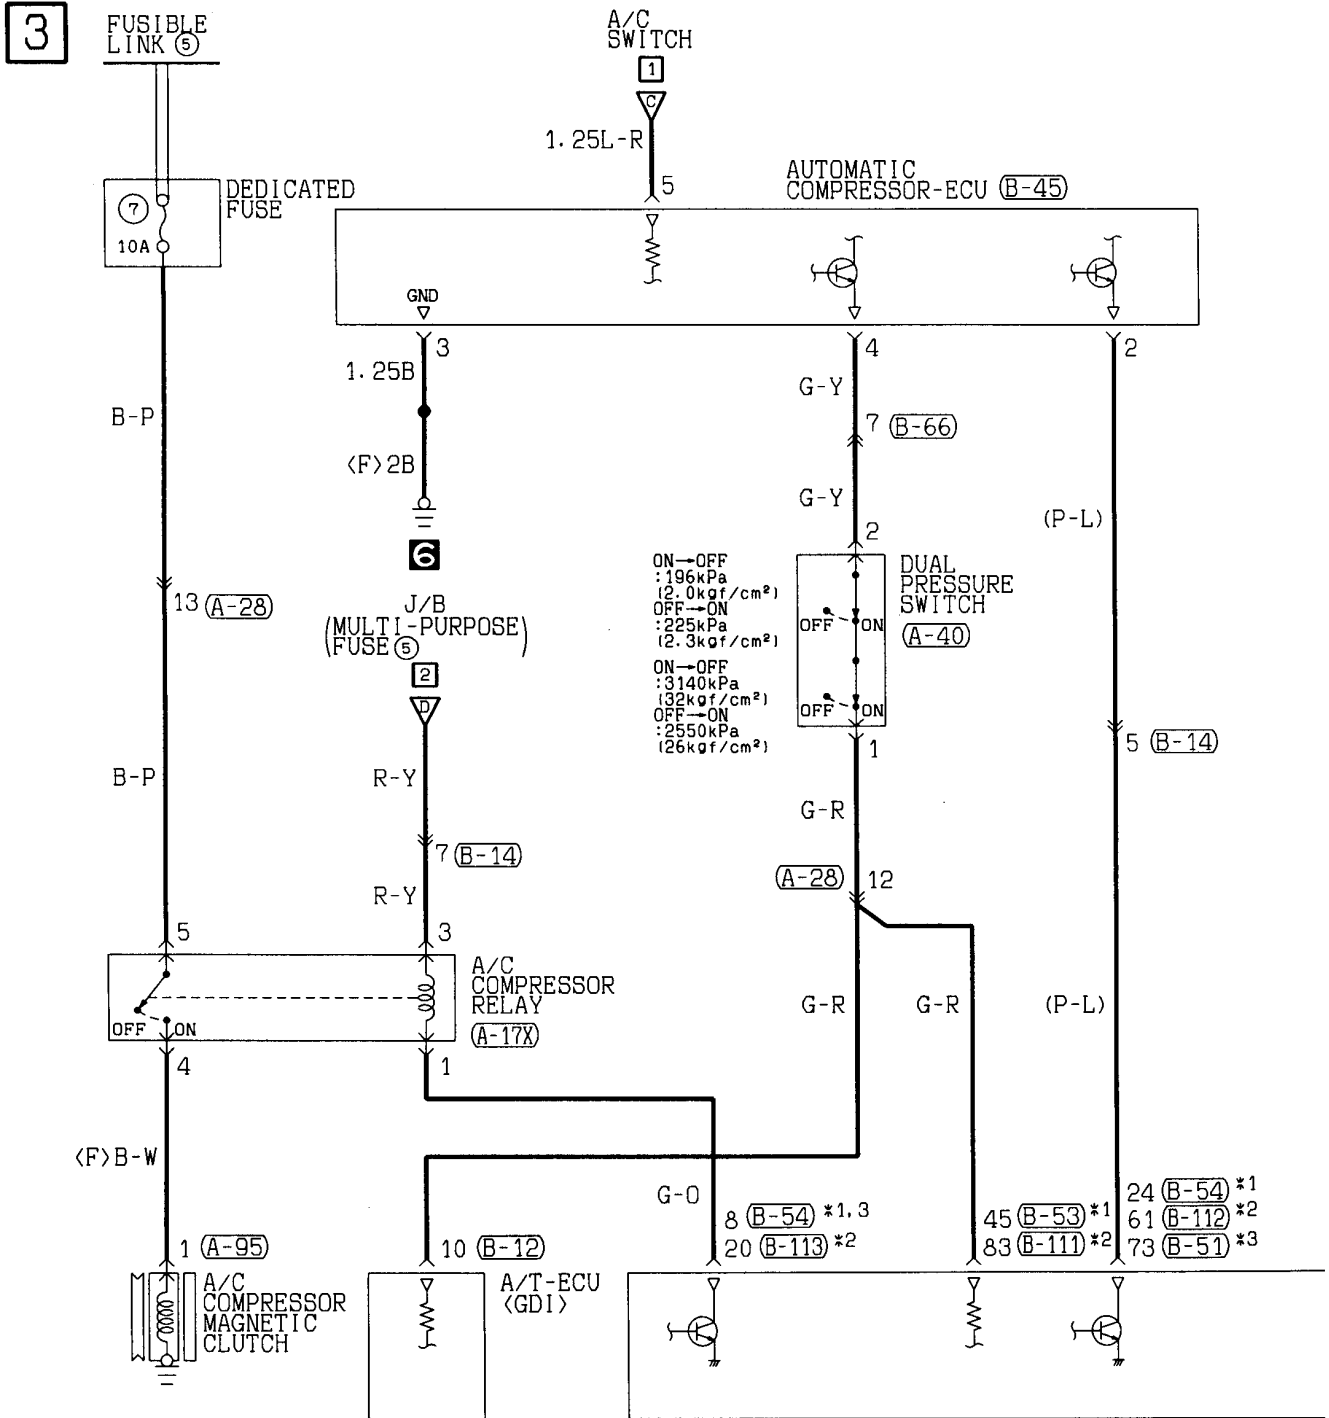 3
FUSIBLE
LINK ⑤
A/C
SWITCH
1
C
1.25L-R
5
AUTOMATIC
COMPRESSOR-ECU (B-45)
DEDICATED
FUSE
⑦
10A
GND
3
4
2
1.25B
G-Y
B-P
7 (B-66)
<F>2B
G-Y
(P-L)
2
6
ON→OFF
:196kPa
(2.0kgf/cm²)
OFF→ON
:225kPa
(2.3kgf/cm²)
ON→OFF
:3140kPa
(32kgf/cm²)
OFF→ON
:2550kPa
(26kgf/cm²)
OFF ON
OFF ON
DUAL
PRESSURE
SWITCH
(A-40)
13 (A-28)
J/B
(MULTI-PURPOSE)
FUSE ⑤
2
D
1
5 (B-14)
B-P
R-Y
G-R
7 (B-14)
(A-28) 12
R-Y
5
3
A/C
COMPRESSOR
RELAY
(A-17X)
OFF ON
G-R
G-R
(P-L)
4
1
<F>B-W
G-O
8 (B-54) *1,3
20 (B-113) *2
45 (B-53) *1
83 (B-111) *2
24 (B-54) *1
61 (B-112) *2
73 (B-51) *3
1 (A-95)
10 (B-12)
A/C
COMPRESSOR
MAGNETIC
CLUTCH
A/T-ECU
<GDI>